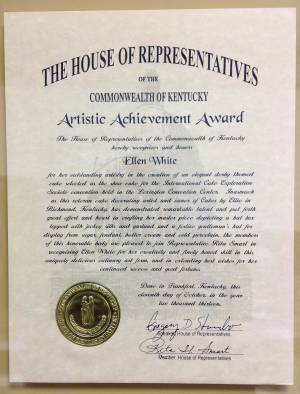 THE HOUSE OF REPRESENTATIVES
OF THE
COMMONWEALTH OF KENTUCKY
Artistic Achievement Award
The House of Representatives of the Commonwealth of Kentucky
hereby recognizes and honors
Ellen White
for her outstanding artistry in the creation of an elegant derby themed
cake selected as the show cake for the International Cake Exploration
Societé convention held in the Lexington Convention Center. Inasmuch
as this veteran cake decorating artist and owner of Cakes by Ellie in
Richmond, Kentucky, has demonstrated remarkable talent and put forth
great effort and heart in crafting her master piece depicting a hat box
topped with jockey silk and garland and a fedice gentleman's hat for
display from sugar, fondant, butter cream and cold porcelain, the members
of this honorable body are pleased to join Representative Rita Smart in
recognizing Ellen White for her creativity and finely honed skill in this
uniquely delicious culinary art form, and in extending best wishes for her
continued success and good fortune.
Done in Frankfort, Kentucky, this
eleventh day of October, in the year
two thousand thirteen.
Gregory D. Stumbo
House of Representatives
Rita H. Smart
Member, House of Representatives